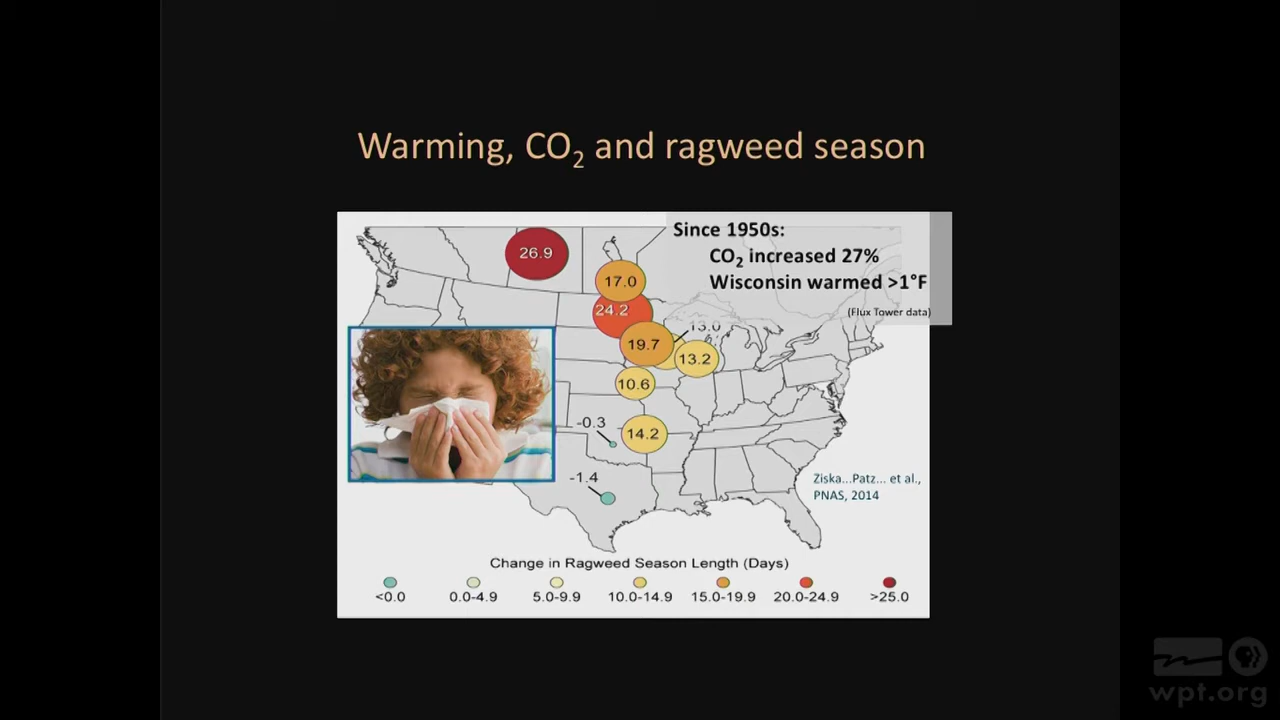 Warming, CO₂ and ragweed season
Since 1950s:
CO₂ increased 27%
Wisconsin warmed >1°F
(Flux Tower data)
26.9
17.0
24.2
13.0
19.7
13.2
10.6
-0.3
14.2
-1.4
Ziska...Patz... et al.,
PNAS, 2014
Change in Ragweed Season Length (Days)
<0.0 0.0-4.9 5.0-9.9 10.0-14.9 15.0-19.9 20.0-24.9 >25.0
wpt.org